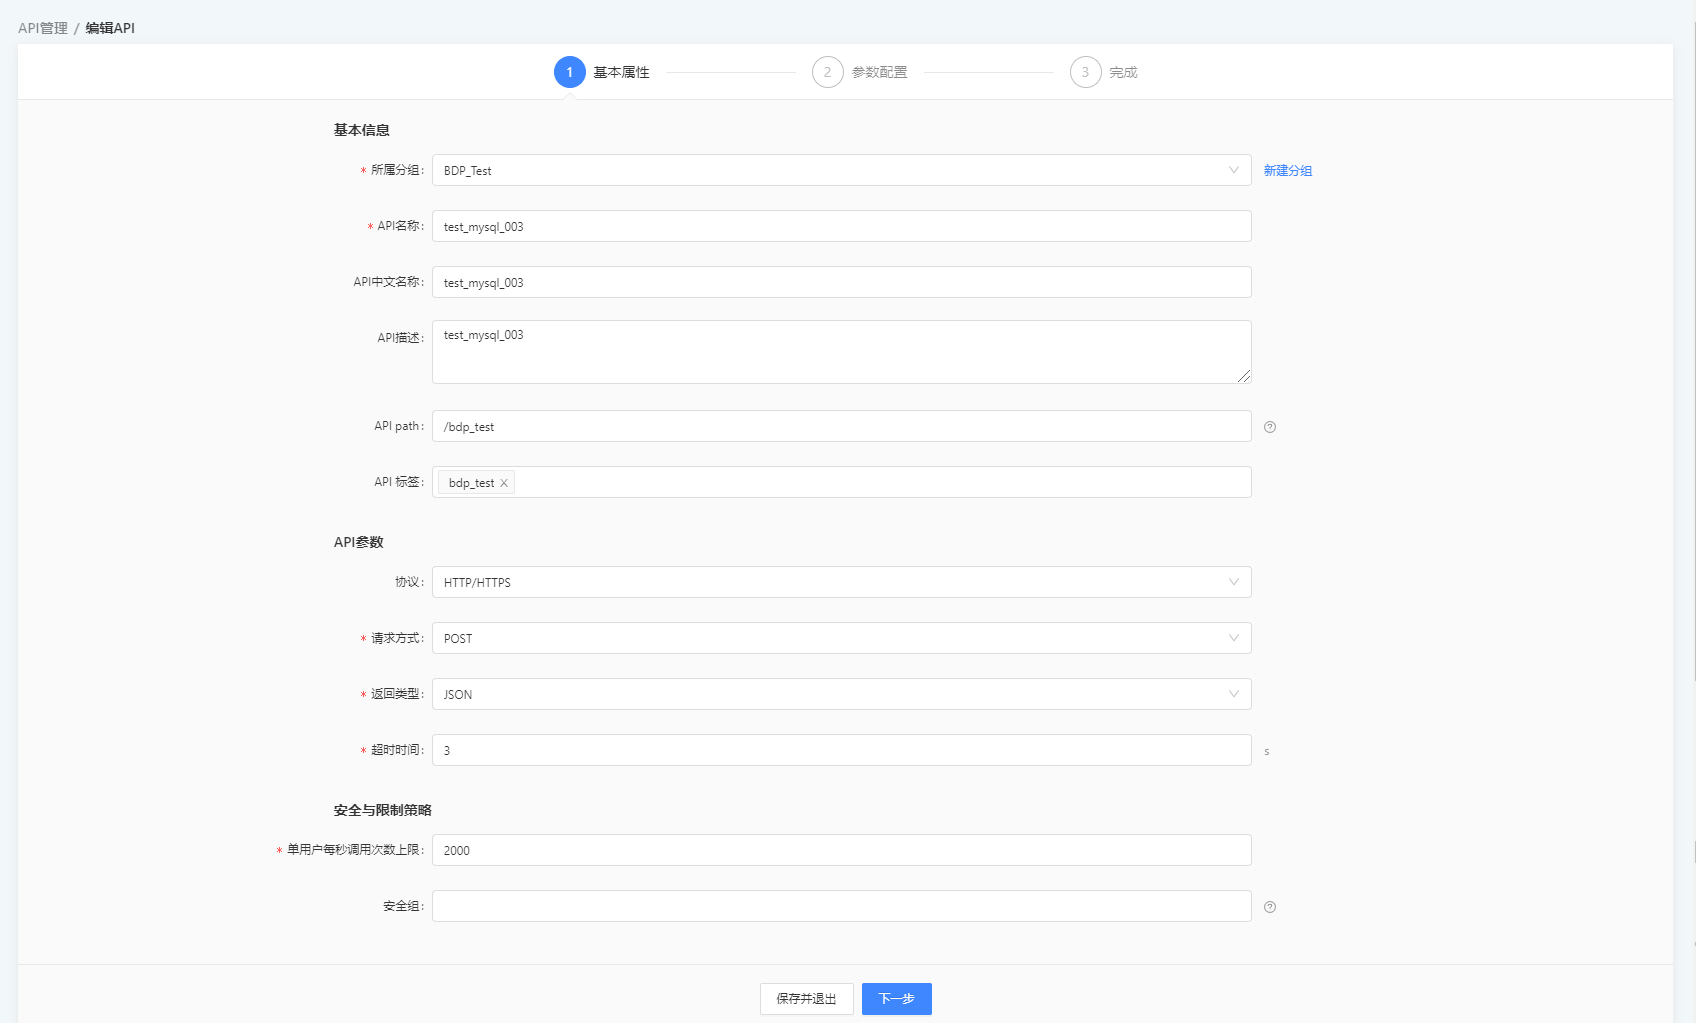 API管理 / 编辑API
1 基本属性 2 参数配置 3 完成
基本信息
* 所属分组: BDP_Test 新建分组
* API名称: test_mysql_003
API中文名称: test_mysql_003
API描述: test_mysql_003
API path: /bdp_test
API 标签: bdp_test
API参数
协议: HTTP/HTTPS
* 请求方式: POST
* 返回类型: JSON
* 超时时间: 3 s
安全与限制策略
* 单用户每秒调用次数上限: 2000
安全组:
保存并退出 下一步